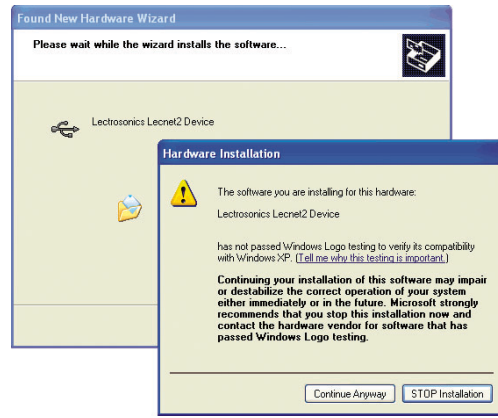 Found New Hardware Wizard
Please wait while the wizard installs the software...
Lectrosonics Lecnet2 Device
Hardware Installation
The software you are installing for this hardware:
Lectrosonics Lecnet2 Device
has not passed Windows Logo testing to verify its compatibility
with Windows XP. (Tell me why this testing is important.)
Continuing your installation of this software may impair
or destabilize the correct operation of your system
either immediately or in the future. Microsoft strongly
recommends that you stop this installation now and
contact the hardware vendor for software that has
passed Windows Logo testing.
Continue Anyway
STOP Installation